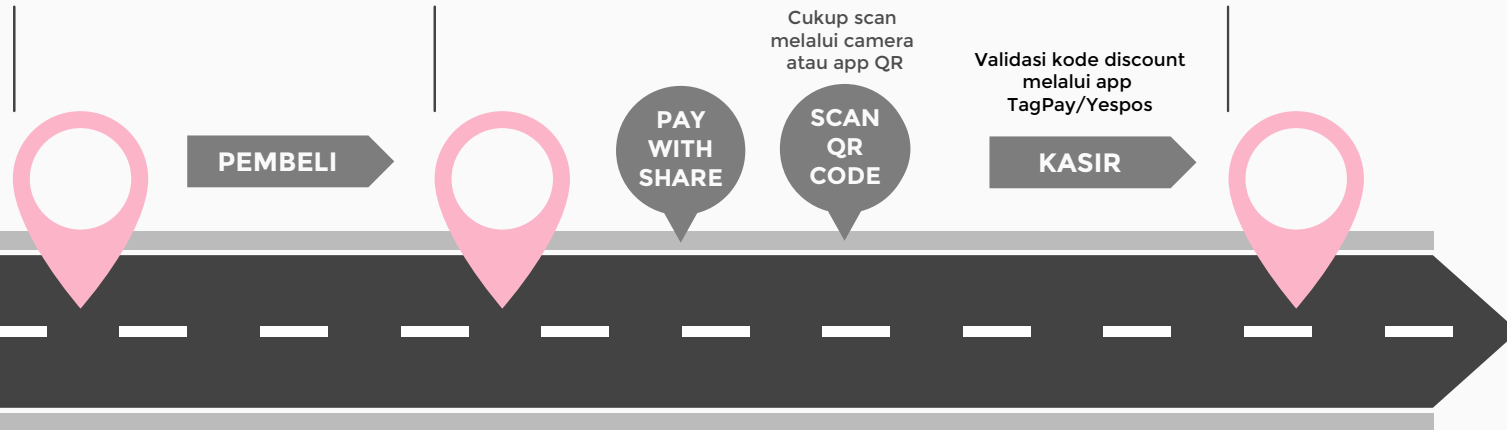 PEMBELI
PAY
WITH
SHARE
Cukup scan
melalui camera
atau app QR
SCAN
QR
CODE
Validasi kode discount
melalui app
TagPay/Yespos
KASIR